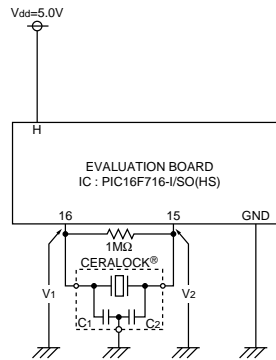 Vdd=5.0V
H
EVALUATION BOARD
IC : PIC16F716-I/SO(HS)
16 15 GND
1MΩ
CERALOCK®
V1 V2
C1 C2